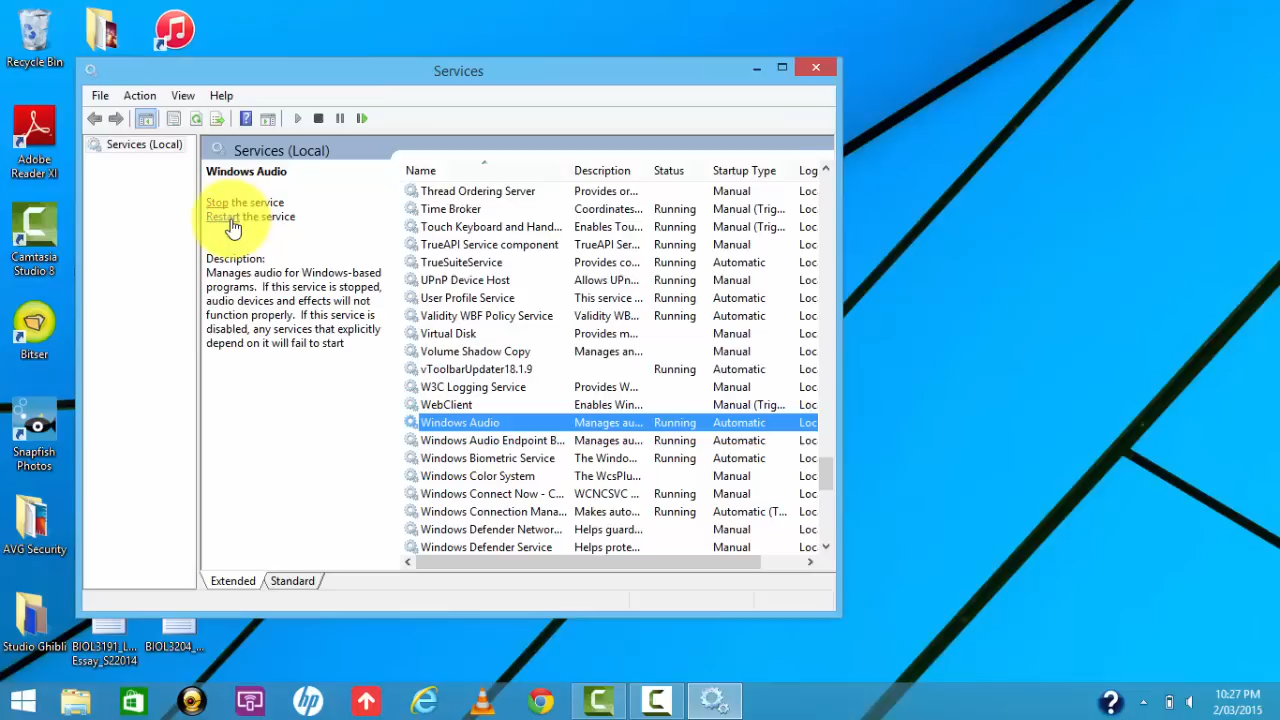 Recycle Bin
Adobe
Reader XI
Camtasia
Studio 8
Bitser
Snapfish
Photos
AVG Security
Studio Ghibli
BIOL3191_L...
Essay_S22014
BIOL3204_...
Services
File Action View Help
Services (Local)
Services (Local)
Windows Audio
Stop the service
Restart the service
Description:
Manages audio for Windows-based
programs. If this service is stopped,
audio devices and effects will not
function properly. If this service is
disabled, any services that explicitly
depend on it will fail to start
Name Description Status Startup Type Log
Thread Ordering Server Provides or... Manual Loc
Time Broker Coordinates... Running Manual (Trig... Loc
Touch Keyboard and Hand... Enables Tou... Running Manual (Trig... Loc
TrueAPI Service component TrueAPI Ser... Running Manual Loc
TrueSuiteService Provides co... Running Automatic Loc
UPnP Device Host Allows UPn... Running Manual Loc
User Profile Service This service ... Running Automatic Loc
Validity WBF Policy Service Validity WB... Running Automatic Loc
Virtual Disk Provides m... Manual Loc
Volume Shadow Copy Manages an... Manual Loc
vToolbarUpdater18.1.9 Running Automatic Loc
W3C Logging Service Provides W... Manual Loc
WebClient Enables Win... Manual (Trig... Loc
Windows Audio Manages au... Running Automatic Loc
Windows Audio Endpoint B... Manages au... Running Automatic Loc
Windows Biometric Service The Windo... Running Automatic Loc
Windows Color System The WcsPlu... Manual Loc
Windows Connect Now - C... WCNCSVC ... Running Manual Loc
Windows Connection Mana... Makes auto... Running Automatic (T... Loc
Windows Defender Networ... Helps guard... Manual Loc
Windows Defender Service Helps prote... Manual Loc
Extended Standard
hp
10:27 PM
2/03/2015